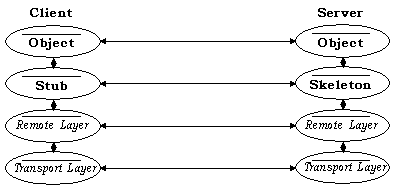 Client Server
Object Object
Stub Skeleton
Remote Layer Remote Layer
Transport Layer Transport Layer